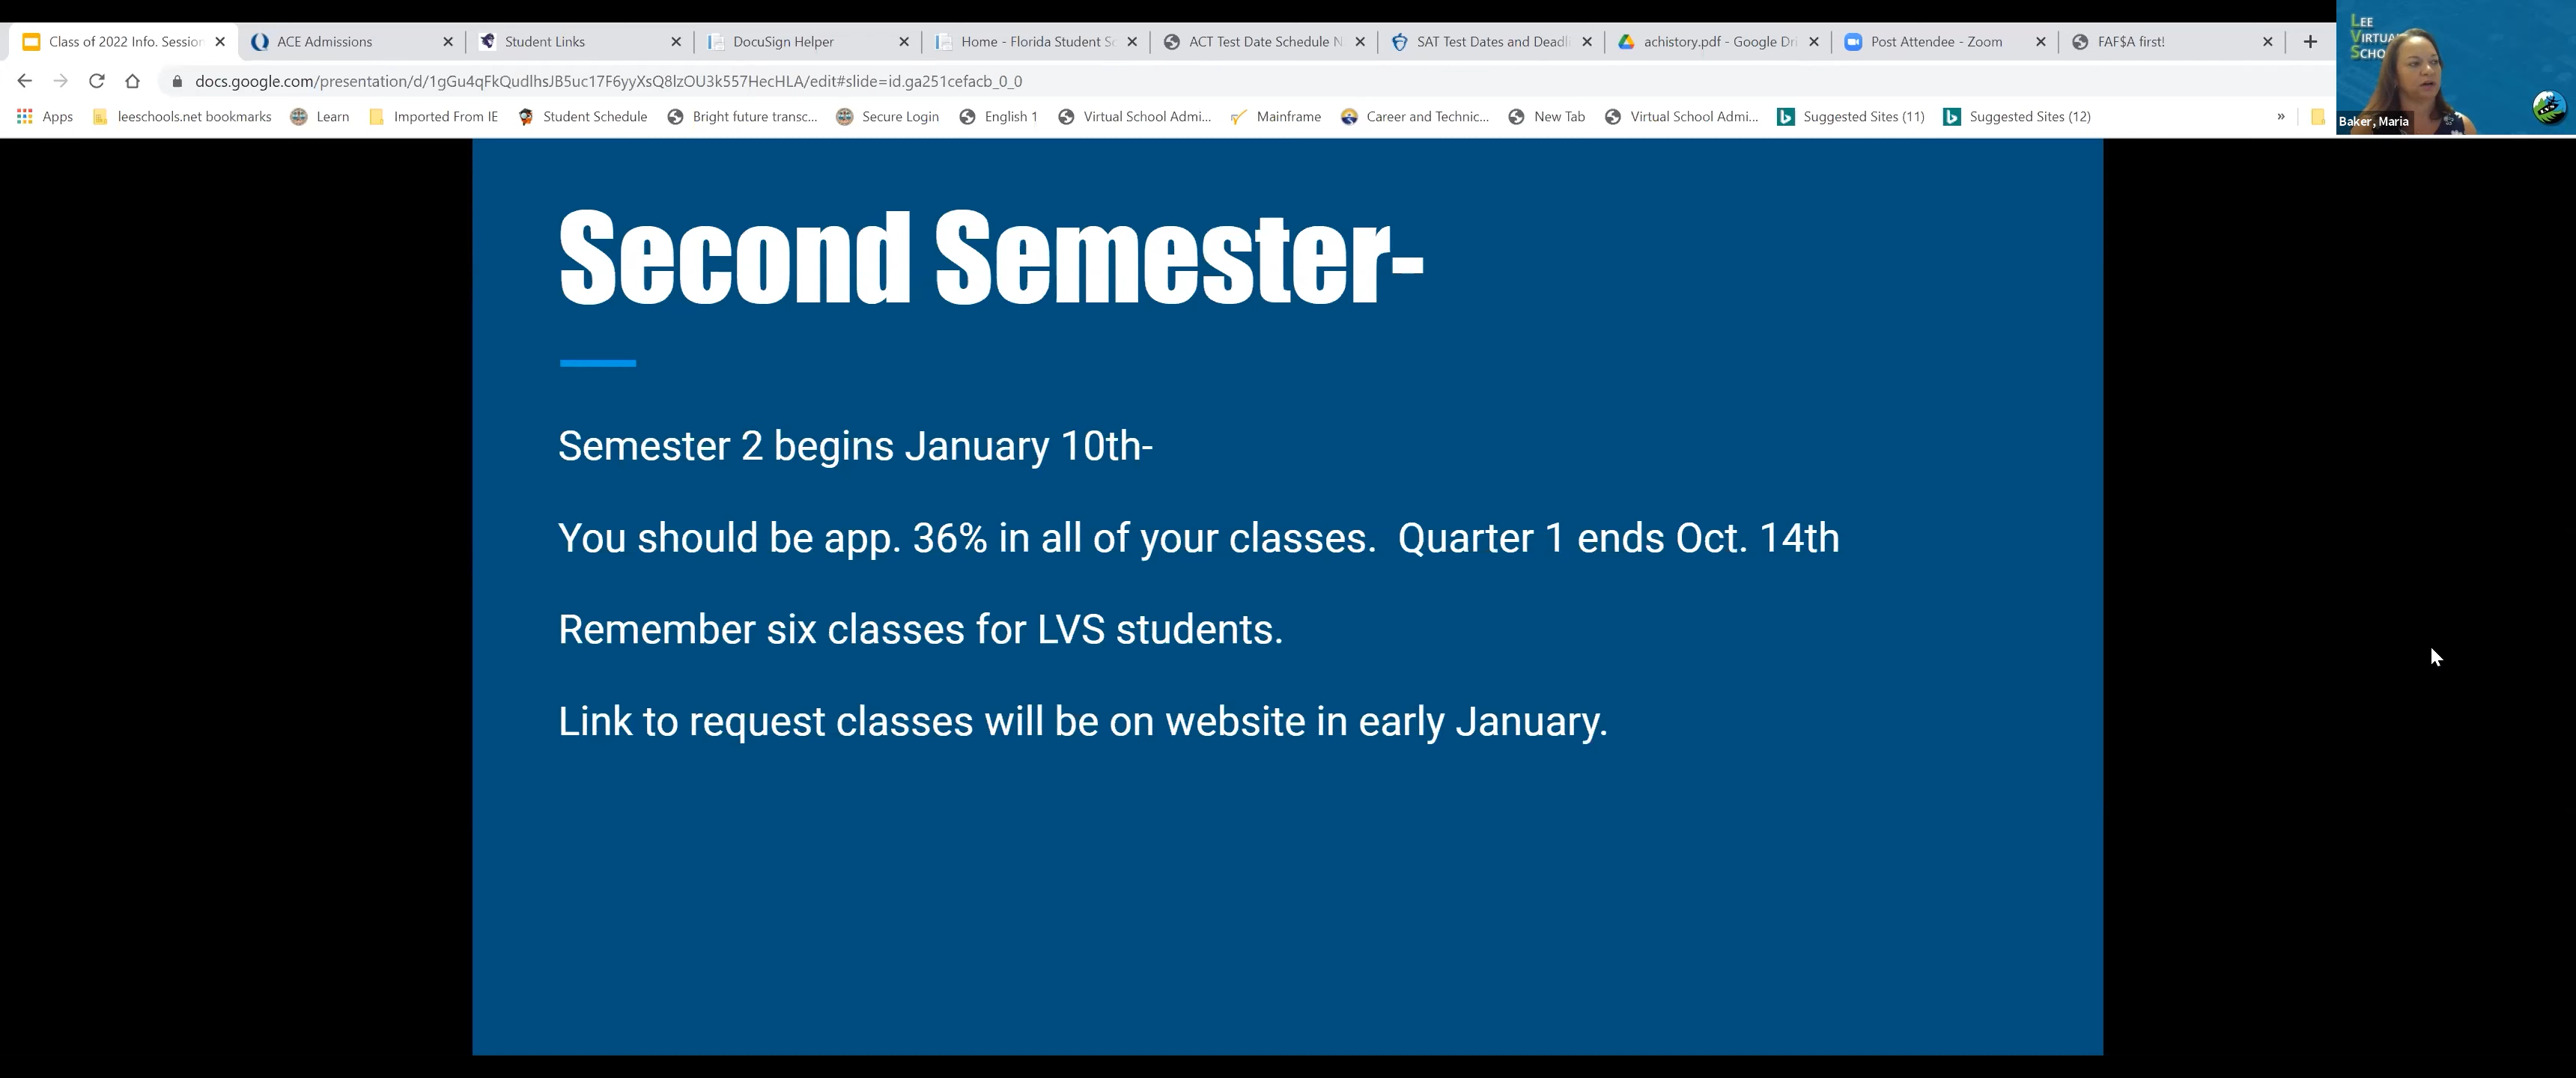 Class of 2022 Info. Session
ACE Admissions
Student Links
DocuSign Helper
Home - Florida Student Sc
ACT Test Date Schedule N
SAT Test Dates and Deadl
achistory.pdf - Google Dri
Post Attendee - Zoom
FAF$A first!
docs.google.com/presentation/d/1gGu4qFkQudlhsJB5uc17F6yyXsQ8lzOU3k557HecHLA/edit#slide=id.ga251cefacb_0_0
Apps
leeschools.net bookmarks
Learn
Imported From IE
Student Schedule
Bright future transc...
Secure Login
English 1
Virtual School Admi...
Mainframe
Career and Technic...
New Tab
Virtual School Admi...
Suggested Sites (11)
Suggested Sites (12)
»
LEE
VIRTUA
SCHO
Baker, Maria
Second Semester-
Semester 2 begins January 10th-
You should be app. 36% in all of your classes.  Quarter 1 ends Oct. 14th
Remember six classes for LVS students.
Link to request classes will be on website in early January.